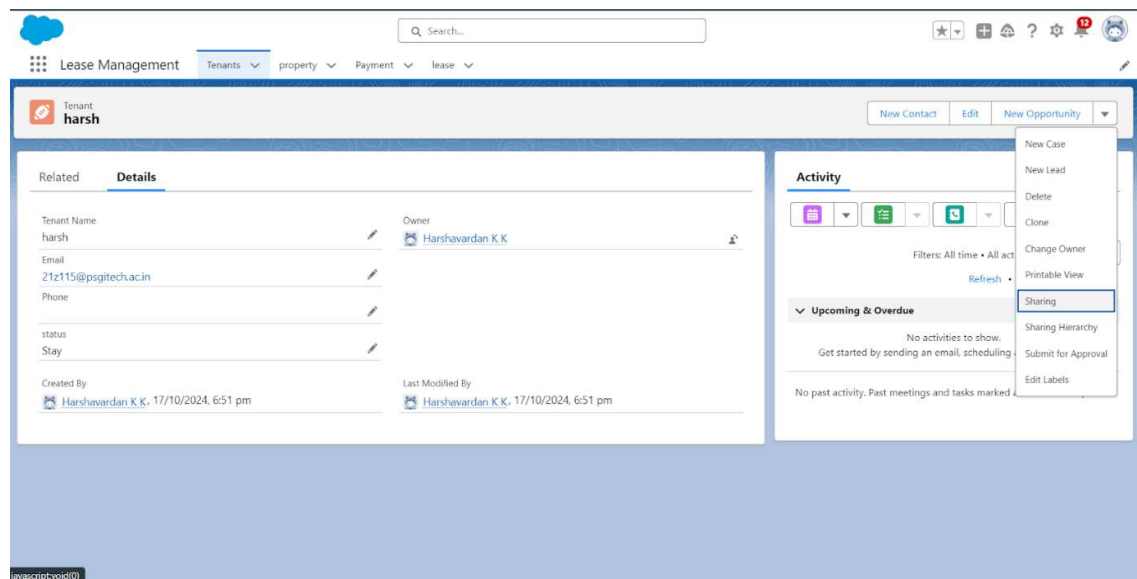 Search...
12
Lease Management Tenants property Payment lease
Tenant
harsh
New Contact Edit New Opportunity
New Case
New Lead
Delete
Clone
Change Owner
Printable View
Sharing
Sharing Hierarchy
Submit for Approval
Edit Labels
Related Details
Tenant Name
harsh
Owner
Harshavardan K K
Email
21z115@psgitech.ac.in
Phone
status
Stay
Created By
Harshavardan K K, 17/10/2024, 6:51 pm
Last Modified By
Harshavardan K K, 17/10/2024, 6:51 pm
Activity
Filters: All time • All act
Refresh •
Upcoming & Overdue
No activities to show.
Get started by sending an email, scheduling
No past activity. Past meetings and tasks marked
javascript:void(0)